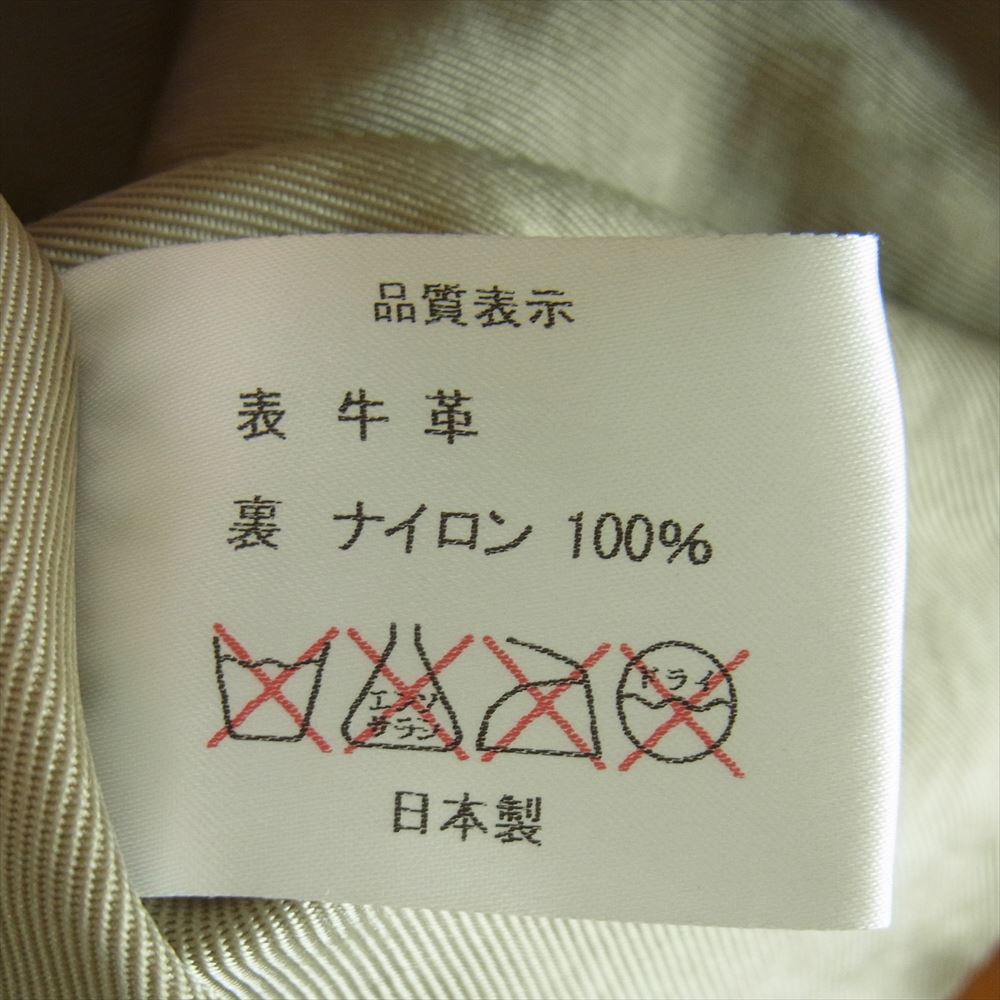 品質表示
表 牛 革
裏 ナイロン 100%
エンソ サラシ ドライ
日本製